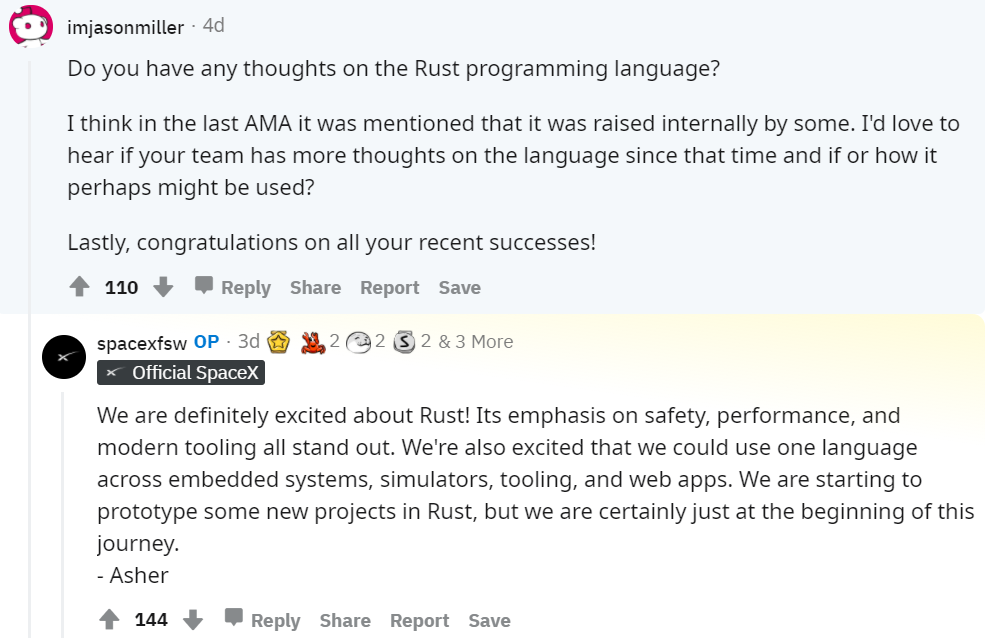 imjasonmiller · 4d
Do you have any thoughts on the Rust programming language?
I think in the last AMA it was mentioned that it was raised internally by some. I'd love to
hear if your team has more thoughts on the language since that time and if or how it
perhaps might be used?
Lastly, congratulations on all your recent successes!
110 Reply Share Report Save
spacexfsw OP · 3d 2 2 S 2 & 3 More
Official SpaceX
We are definitely excited about Rust! Its emphasis on safety, performance, and
modern tooling all stand out. We're also excited that we could use one language
across embedded systems, simulators, tooling, and web apps. We are starting to
prototype some new projects in Rust, but we are certainly just at the beginning of this
journey.
- Asher
144 Reply Share Report Save